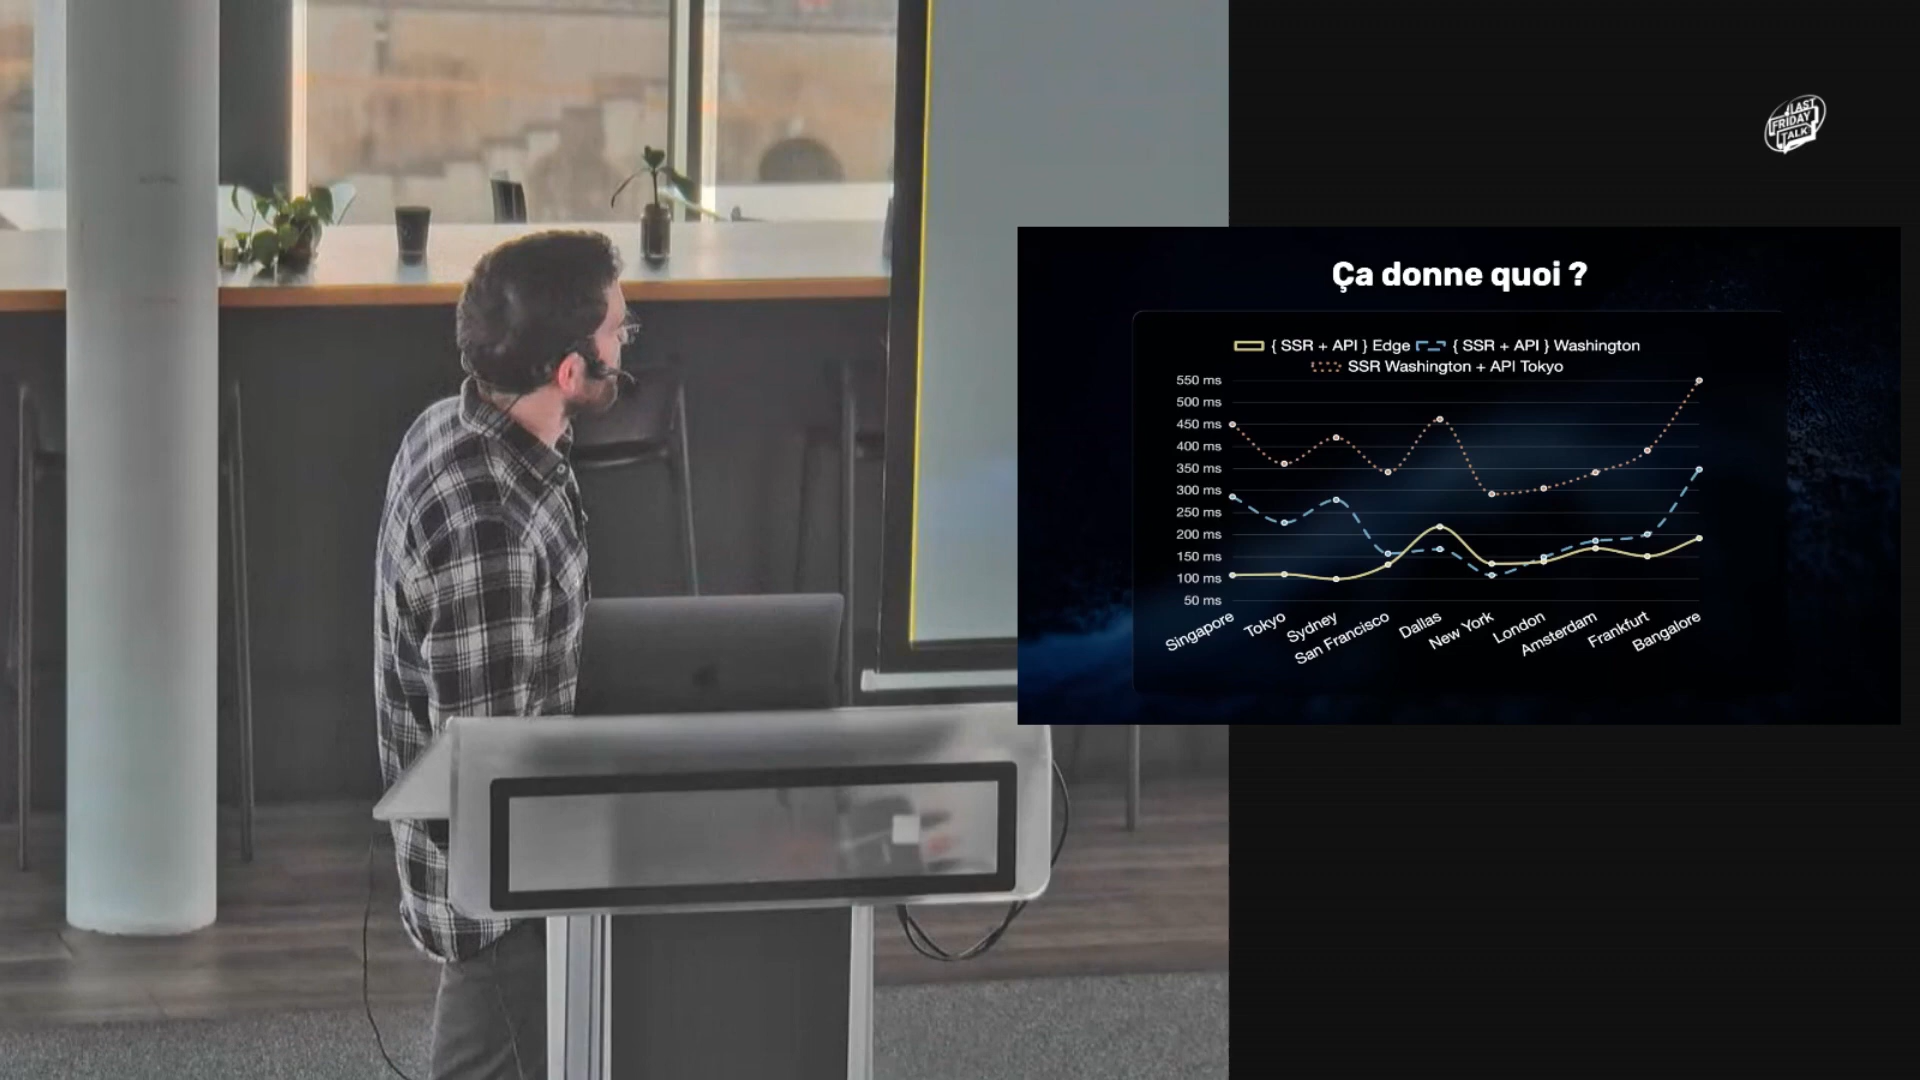 LAST
FRIDAY
TALK
Ça donne quoi ?
{ SSR + API } Edge { SSR + API } Washington
SSR Washington + API Tokyo
550 ms
500 ms
450 ms
400 ms
350 ms
300 ms
250 ms
200 ms
150 ms
100 ms
50 ms
Singapore
Tokyo
Sydney
San Francisco
Dallas
New York
London
Amsterdam
Frankfurt
Bangalore